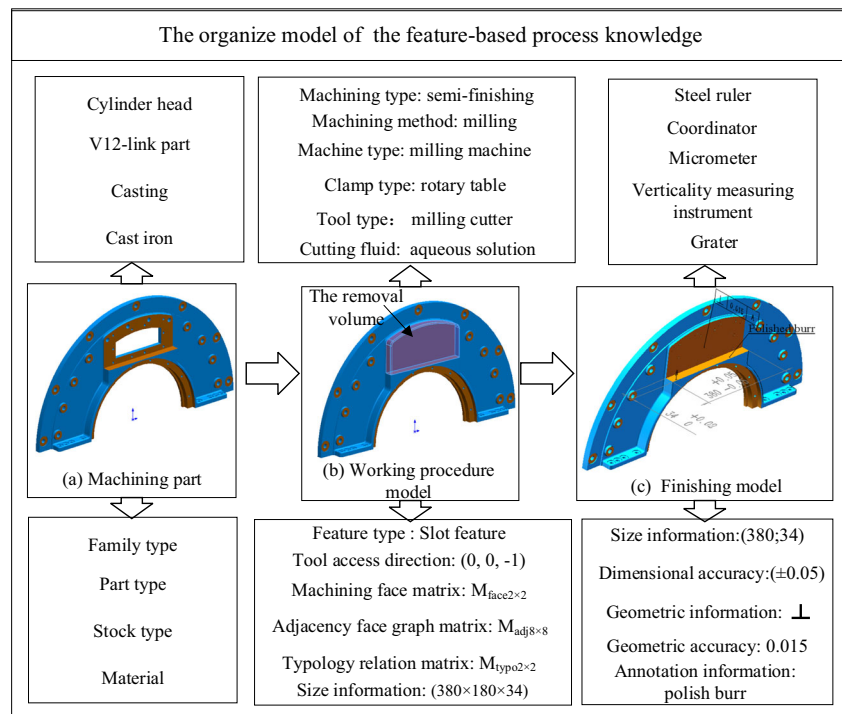 The organize model of the feature-based process knowledge
Cylinder head
V12-link part
Casting
Cast iron
Machining type: semi-finishing
Machining method: milling
Machine type: milling machine
Clamp type: rotary table
Tool type： milling cutter
Cutting fluid: aqueous solution
Steel ruler
Coordinator
Micrometer
Verticality measuring
instrument
Grater
(a) Machining part
The removal
volume
(b) Working procedure
model
Polished burr
380
34
+0.02
0
(c) Finishing model
Family type
Part type
Stock type
Material
Feature type : Slot feature
Tool access direction: (0, 0, -1)
Machining face matrix: Mface2×2
Adjacency face graph matrix: Madj8×8
Typology relation matrix: Mtypo2×2
Size information: (380×180×34)
Size information:(380;34)
Dimensional accuracy:(±0.05)
Geometric information: ⊥
Geometric accuracy: 0.015
Annotation information:
polish burr